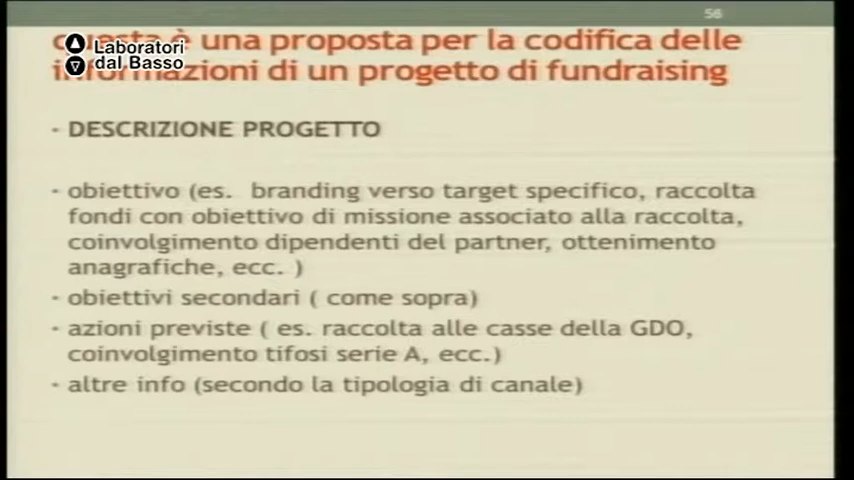 56
questa è una proposta per la codifica delle
informazioni di un progetto di fundraising
Laboratori
dal Basso
- DESCRIZIONE PROGETTO
- obiettivo (es. branding verso target specifico, raccolta
fondi con obiettivo di missione associato alla raccolta,
coinvolgimento dipendenti del partner, ottenimento
anagrafiche, ecc. )
- obiettivi secondari ( come sopra)
- azioni previste ( es. raccolta alle casse della GDO,
coinvolgimento tifosi serie A, ecc.)
- altre info (secondo la tipologia di canale)